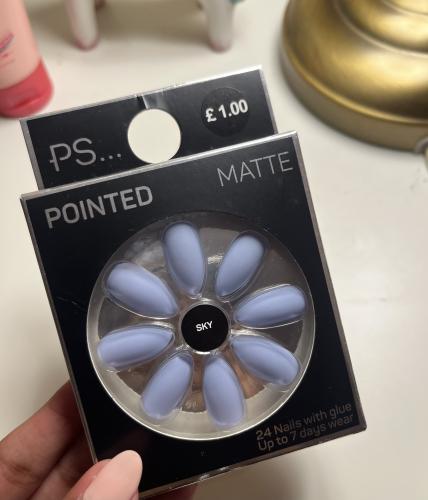 £1.00
PS...
MATTE
POINTED
SKY
24 Nails with glue
Up to 7 days wear